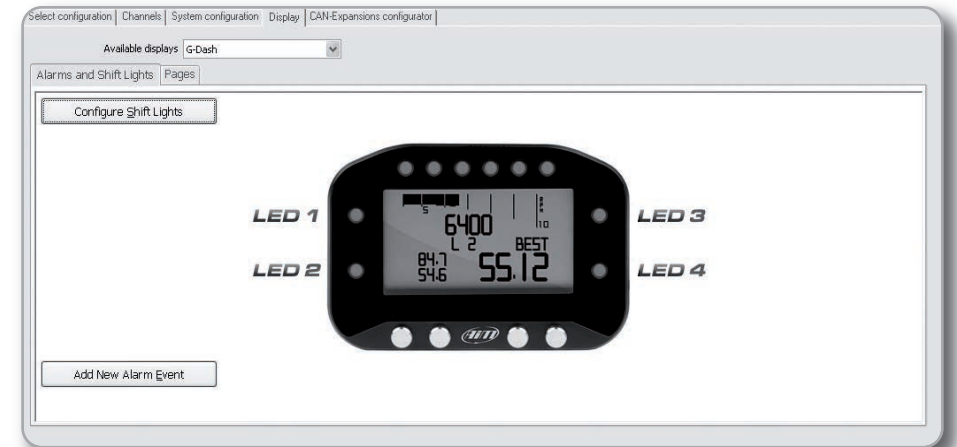 Select configuration Channels System configuration Display CAN-Expansions configurator
Available displays G-Dash
Alarms and Shift Lights Pages
Configure Shift Lights
LED 1
LED 2
5
10
RPM
6400
L 2 BEST
84.7
54.6
55.12
LED 3
LED 4
AiM
Add New Alarm Event